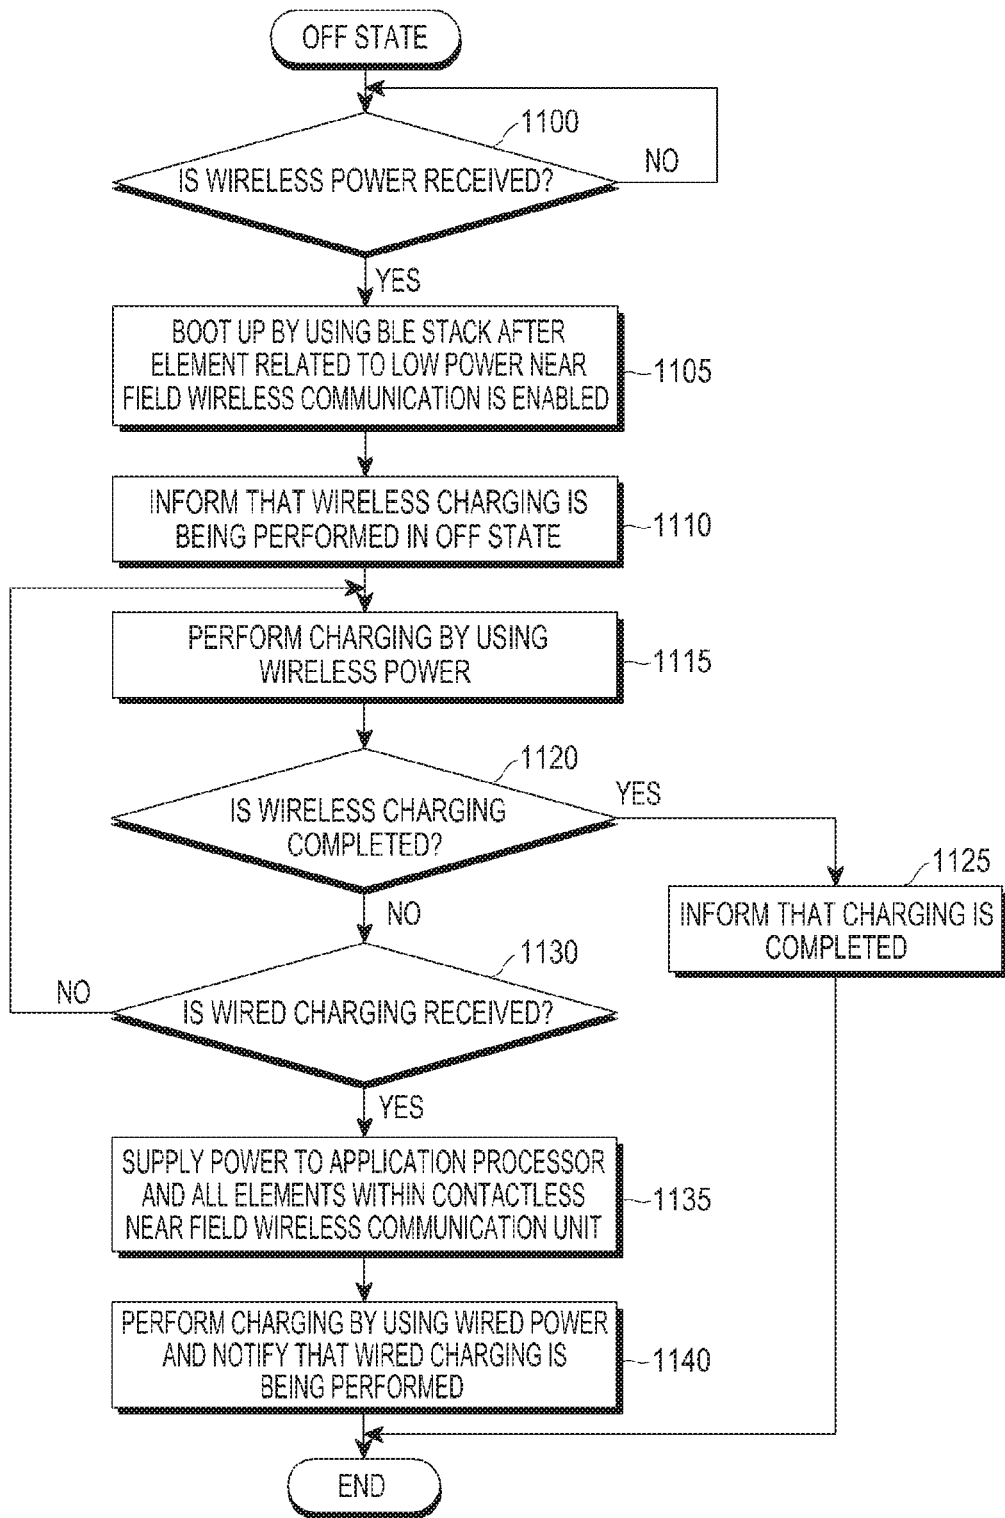 OFF STATE
1100
NO
IS WIRELESS POWER RECEIVED?
YES
BOOT UP BY USING BLE STACK AFTER
ELEMENT RELATED TO LOW POWER NEAR
FIELD WIRELESS COMMUNICATION IS ENABLED
1105
INFORM THAT WIRELESS CHARGING IS
BEING PERFORMED IN OFF STATE
1110
PERFORM CHARGING BY USING
WIRELESS POWER
1115
1120
YES
IS WIRELESS CHARGING
COMPLETED?
1125
INFORM THAT CHARGING IS
COMPLETED
NO
1130
NO
IS WIRED CHARGING RECEIVED?
YES
SUPPLY POWER TO APPLICATION PROCESSOR
AND ALL ELEMENTS WITHIN CONTACTLESS
NEAR FIELD WIRELESS COMMUNICATION UNIT
1135
PERFORM CHARGING BY USING WIRED POWER
AND NOTIFY THAT WIRED CHARGING IS
BEING PERFORMED
1140
END